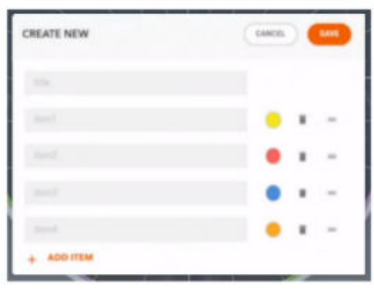 CREATE NEW
CANCEL
SAVE
title
item1
item2
item3
item4
+ ADD ITEM